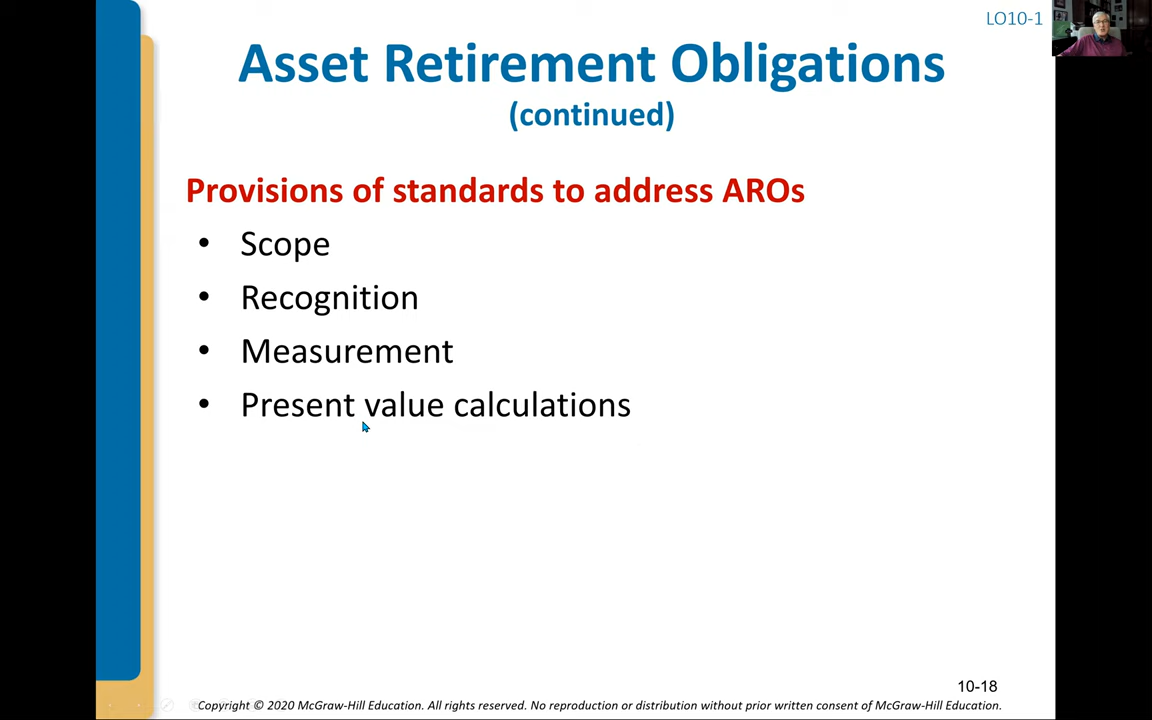 LO10-1
Asset Retirement Obligations
(continued)
Provisions of standards to address AROs
• Scope
• Recognition
• Measurement
• Present value calculations
10-18
Copyright © 2020 McGraw-Hill Education. All rights reserved. No reproduction or distribution without prior written consent of McGraw-Hill Education.